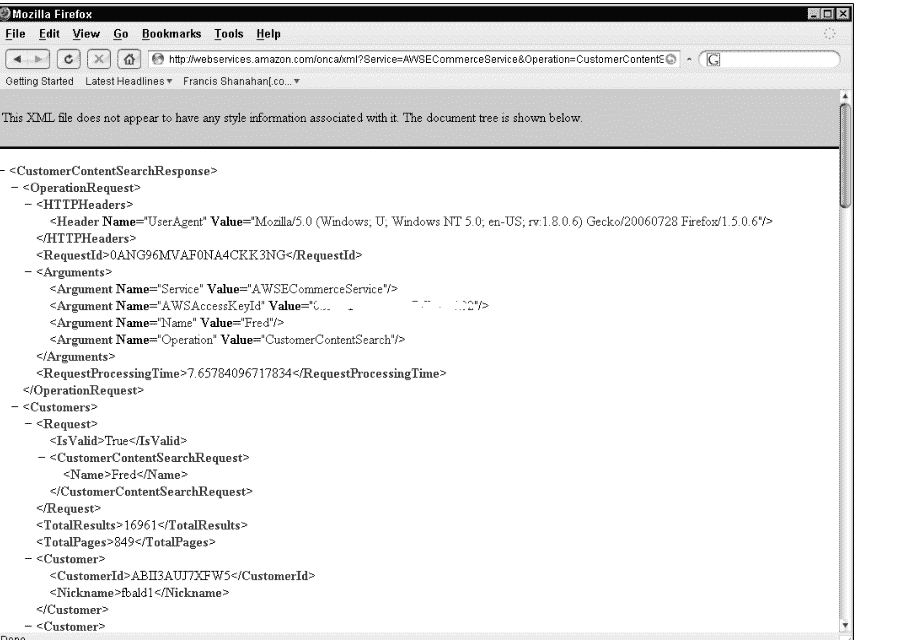 Mozilla Firefox
File Edit View Go Bookmarks Tools Help
http://webservices.amazon.com/onca/xml?Service=AWSECommerceService&Operation=CustomerContentS
G
Getting Started Latest Headlines Francis Shanahan[.co...
This XML file does not appear to have any style information associated with it. The document tree is shown below.
- <CustomerContentSearchResponse>
- <OperationRequest>
- <HTTPHeaders>
<Header Name="UserAgent" Value="Mozilla/5.0 (Windows; U; Windows NT 5.0; en-US; rv:1.8.0.6) Gecko/20060728 Firefox/1.5.0.6"/>
</HTTPHeaders>
<RequestId>0ANG96MVAF0NA4CKK3NG</RequestId>
- <Arguments>
<Argument Name="Service" Value="AWSECommerceService"/>
<Argument Name="AWSAccessKeyId" Value="
<Argument Name="Name" Value="Fred"/>
<Argument Name="Operation" Value="CustomerContentSearch"/>
</Arguments>
<RequestProcessingTime>7.65784096717834</RequestProcessingTime>
</OperationRequest>
- <Customers>
- <Request>
<IsValid>True</IsValid>
- <CustomerContentSearchRequest>
<Name>Fred</Name>
</CustomerContentSearchRequest>
</Request>
<TotalResults>16961</TotalResults>
<TotalPages>849</TotalPages>
- <Customer>
<CustomerId>ABII3AUJ7XFW5</CustomerId>
<Nickname>fbald1</Nickname>
</Customer>
- <Customer>
Done